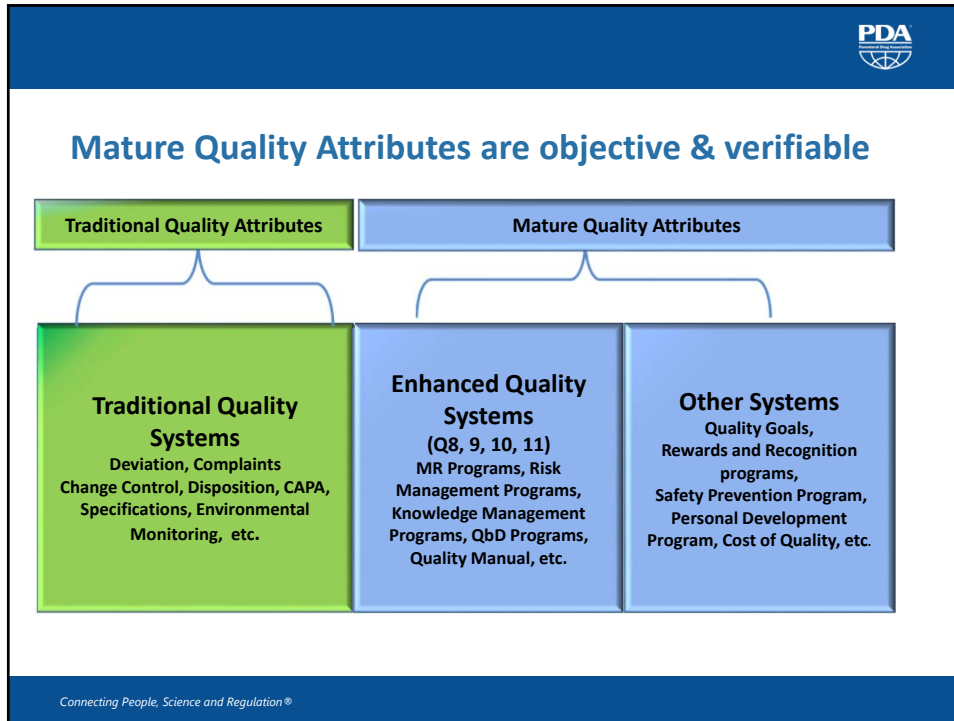 PDA
Parenteral Drug Association
Mature Quality Attributes are objective & verifiable
Traditional Quality Attributes
Mature Quality Attributes
Traditional Quality
Systems
Deviation, Complaints
Change Control, Disposition, CAPA,
Specifications, Environmental
Monitoring, etc.
Enhanced Quality
Systems
(Q8, 9, 10, 11)
MR Programs, Risk
Management Programs,
Knowledge Management
Programs, QbD Programs,
Quality Manual, etc.
Other Systems
Quality Goals,
Rewards and Recognition
programs,
Safety Prevention Program,
Personal Development
Program, Cost of Quality, etc.
Connecting People, Science and Regulation®